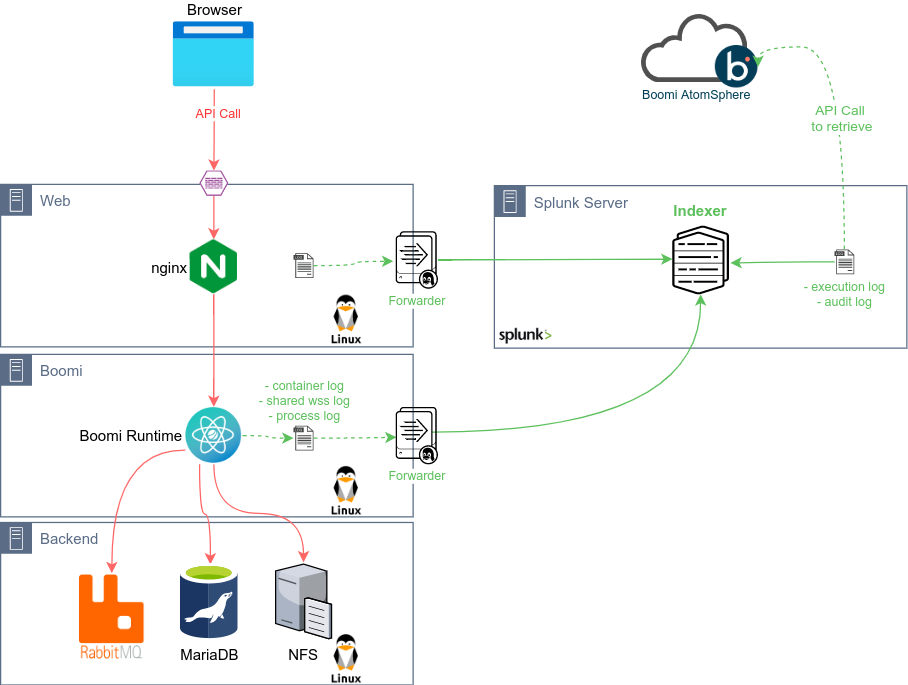 Browser
API Call
b
Boomi AtomSphere
API Call
to retrieve
Web
nginx
N
Linux
Forwarder
Splunk Server
Indexer
- execution log
- audit log
splunk>
Boomi
- container log
- shared wss log
- process log
Boomi Runtime
Linux
Forwarder
Backend
RabbitMQ
MariaDB
NFS
Linux